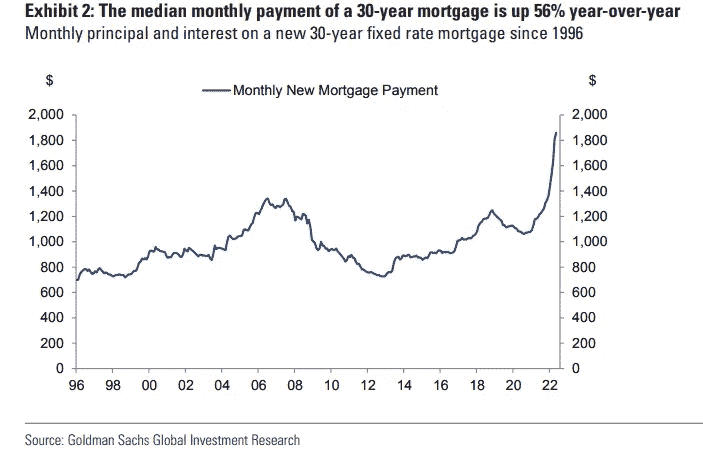 Exhibit 2: The median monthly payment of a 30-year mortgage is up 56% year-over-year
Monthly principal and interest on a new 30-year fixed rate mortgage since 1996
$ $
Monthly New Mortgage Payment
2,000 2,000
1,800 1,800
1,600 1,600
1,400 1,400
1,200 1,200
1,000 1,000
800 800
600 600
400 400
200 200
0 0
96 98 00 02 04 06 08 10 12 14 16 18 20 22
Source: Goldman Sachs Global Investment Research